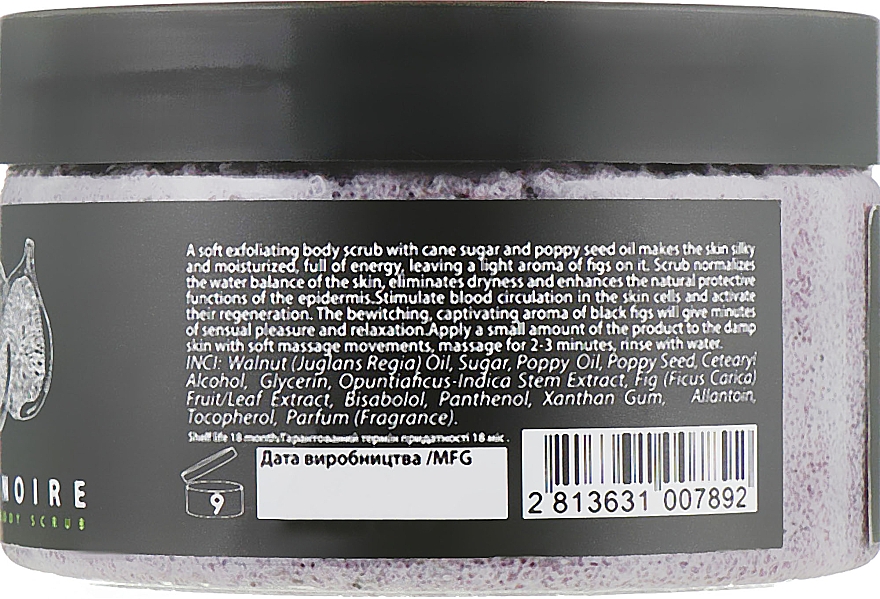 A soft exfoliating body scrub with cane sugar and poppy seed oil makes the skin silky
and moisturized, full of energy, leaving a light aroma of figs on it. Scrub normalizes
the water balance of the skin, eliminates dryness and enhances the natural protective
functions of the epidermis.Stimulate blood circulation in the skin cells and activate
their regeneration. The bewitching, captivating aroma of black figs will give minutes
of sensual pleasure and relaxation.Apply a small amount of the product to the damp
skin with soft massage movements, massage for 2-3 minutes, rinse with water.
INCI: Walnut (Juglans Regia) Oil, Sugar, Poppy Oil, Poppy Seed, Cetearyl
Alcohol, Glycerin, Opuntiaficus-Indica Stem Extract, Fig (Ficus Carica)
Fruit/Leaf Extract, Bisabolol, Panthenol, Xanthan Gum, Allantoin,
Tocopherol, Parfum (Fragrance).
Shelf life 18 month/Гарантований термін придатності 18 міс.
Дата виробництва /MFG
9
2 813631 007892
NOIRE
BODY SCRUB